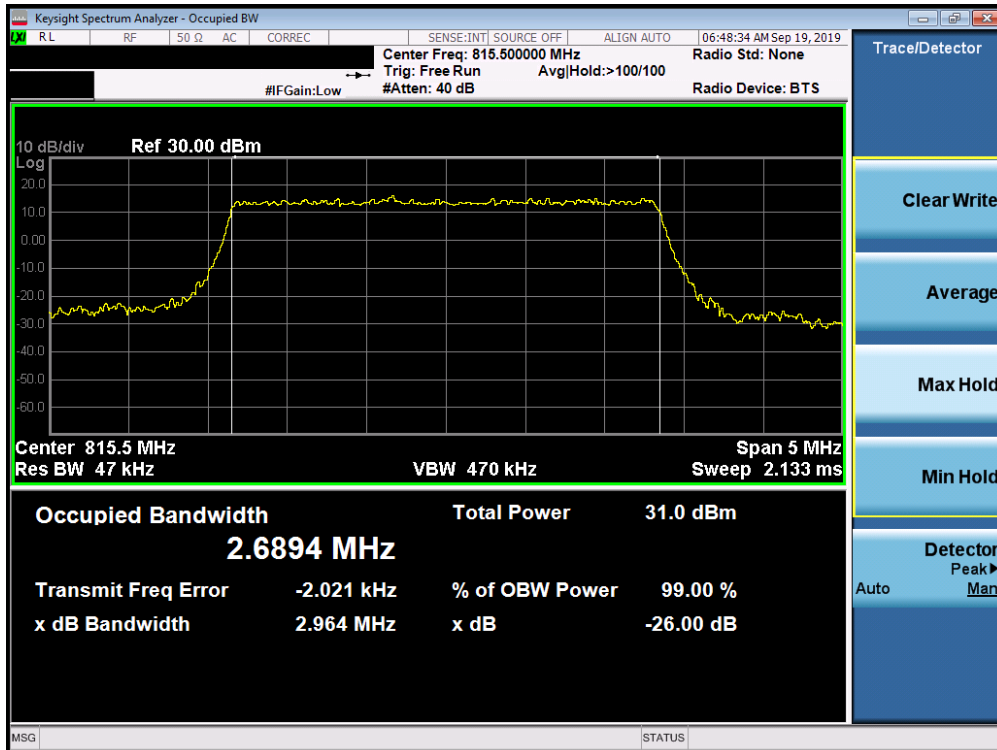 Keysight Spectrum Analyzer - Occupied BW
LXI RL RF 50 Ω AC CORREC SENSE:INT SOURCE OFF ALIGN AUTO 06:48:34 AM Sep 19, 2019
Center Freq: 815.500000 MHz Radio Std: None
Trig: Free Run Avg|Hold:>100/100
#IFGain:Low #Atten: 40 dB Radio Device: BTS
Trace/Detector
10 dB/div Ref 30.00 dBm
Log
20.0
10.0
0.00
-10.0
-20.0
-30.0
-40.0
-50.0
-60.0
Center 815.5 MHz Span 5 MHz
Res BW 47 kHz VBW 470 kHz Sweep 2.133 ms
Occupied Bandwidth Total Power 31.0 dBm
2.6894 MHz
Transmit Freq Error -2.021 kHz % of OBW Power 99.00 %
x dB Bandwidth 2.964 MHz x dB -26.00 dB
Clear Write
Average
Max Hold
Min Hold
Detector
Peak▶
Auto Man
MSG STATUS